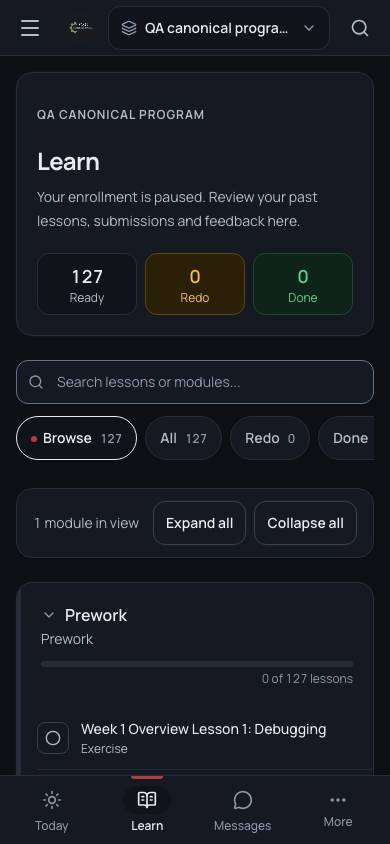 QA canonical progra...
QA CANONICAL PROGRAM
Learn
Your enrollment is paused. Review your past
lessons, submissions and feedback here.
127
Ready
0
Redo
0
Done
Search lessons or modules...
Browse 127
All 127
Redo 0
Done
1 module in view
Expand all
Collapse all
Prework
Prework
0 of 127 lessons
Week 1 Overview Lesson 1: Debugging
Exercise
Today
Learn
Messages
More